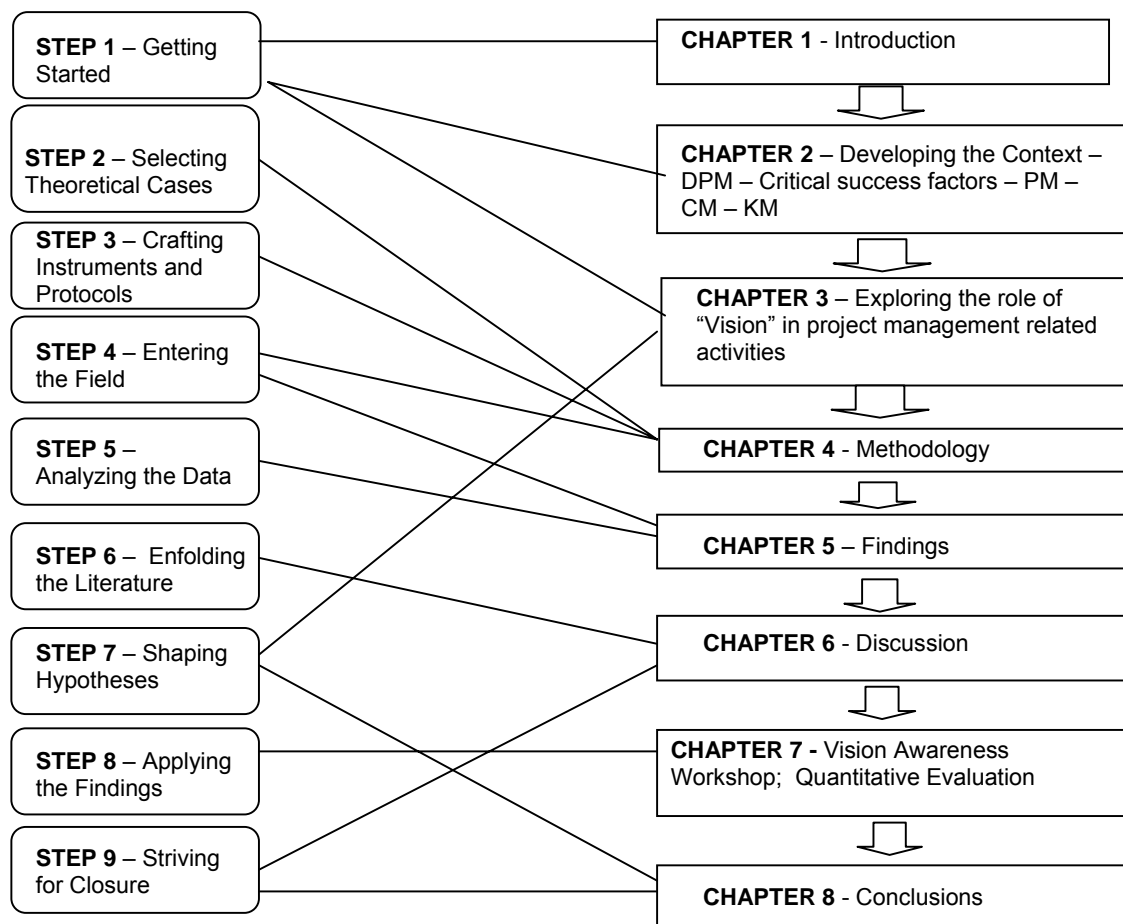 STEP 1 – Getting
Started
STEP 2 – Selecting
Theoretical Cases
STEP 3 – Crafting
Instruments and
Protocols
STEP 4 – Entering
the Field
STEP 5 –
Analyzing the Data
STEP 6 – Enfolding
the Literature
STEP 7 – Shaping
Hypotheses
STEP 8 – Applying
the Findings
STEP 9 – Striving
for Closure
CHAPTER 1 - Introduction
CHAPTER 2 – Developing the Context –
DPM – Critical success factors – PM –
CM – KM
CHAPTER 3 – Exploring the role of
“Vision” in project management related
activities
CHAPTER 4 - Methodology
CHAPTER 5 – Findings
CHAPTER 6 - Discussion
CHAPTER 7 - Vision Awareness
Workshop; Quantitative Evaluation
CHAPTER 8 - Conclusions